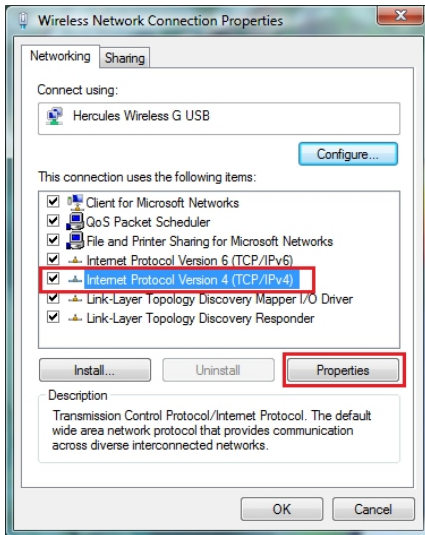 Wireless Network Connection Properties
Networking
Sharing
Connect using:
Hercules Wireless G USB
Configure...
This connection uses the following items:
Client for Microsoft Networks
QoS Packet Scheduler
File and Printer Sharing for Microsoft Networks
Internet Protocol Version 6 (TCP/IPv6)
Internet Protocol Version 4 (TCP/IPv4)
Link-Layer Topology Discovery Mapper I/O Driver
Link-Layer Topology Discovery Responder
Install...
Uninstall
Properties
Description
Transmission Control Protocol/Internet Protocol. The default
wide area network protocol that provides communication
across diverse interconnected networks.
OK
Cancel